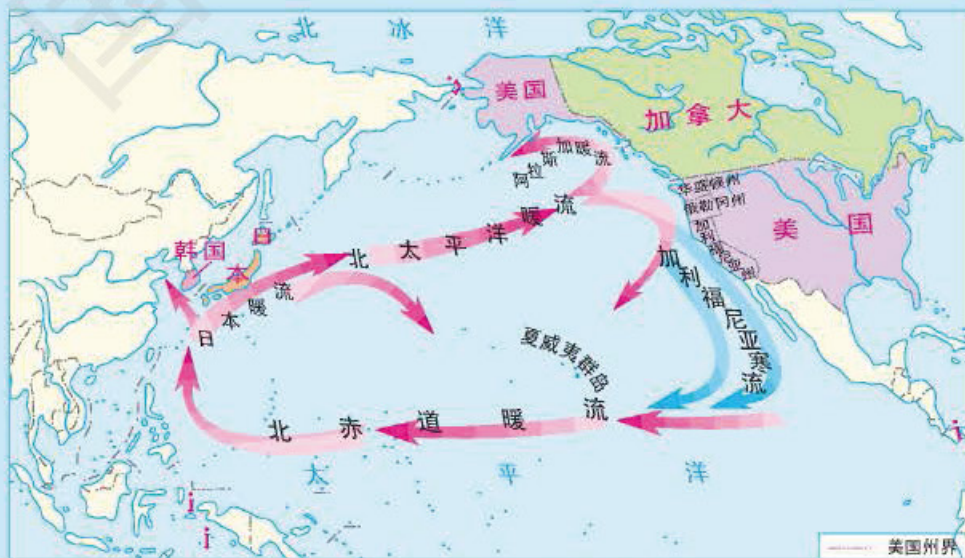 北冰洋
美国
加拿大
阿拉斯加暖流
华盛顿州
俄勒冈州
加利福尼亚州
美国
韩国
日本
北太平洋暖流
日本暖流
加利福尼亚寒流
夏威夷群岛
北赤道暖流
太平洋
美国州界